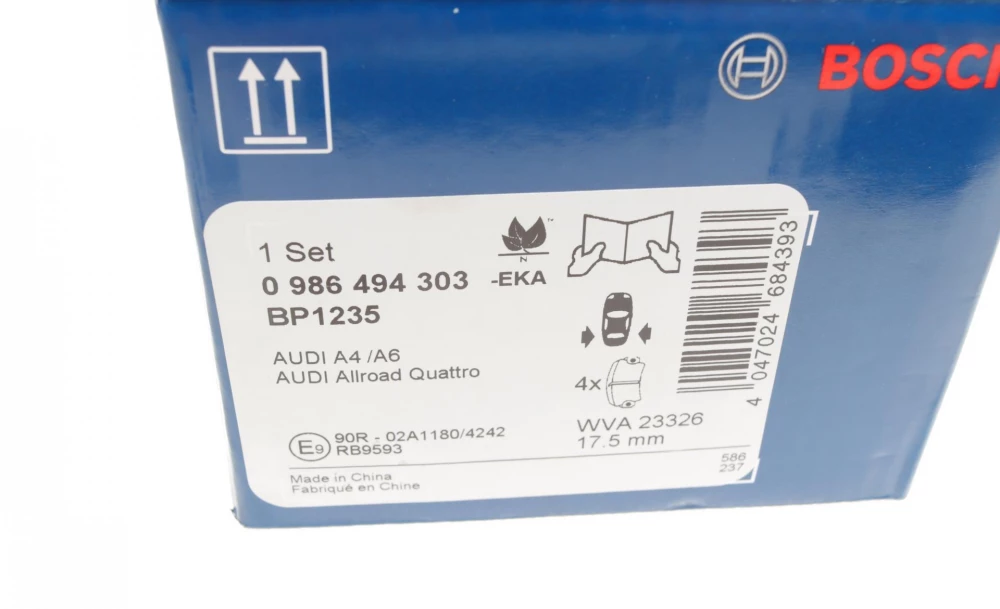 BOSCH
1 Set
0 986 494 303 -EKA
BP1235
AUDI A4 /A6
AUDI Allroad Quattro
N
™
4x
WVA 23326
17.5 mm
E9 90R - 02A1180/4242
RB9593
Made in China
Fabriqué en Chine
586
237
4 047024 684393